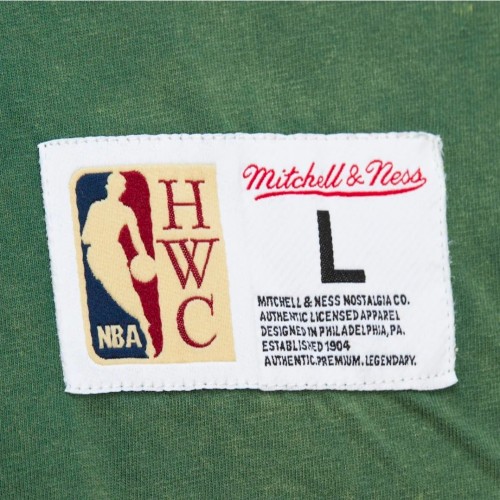 HWC
NBA
Mitchell & Ness
L
MITCHELL & NESS NOSTALGIA CO.
AUTHENTIC LICENSED APPAREL
DESIGNED IN PHILADELPHIA, PA.
ESTABLISHED 1904
AUTHENTIC.PREMIUM.LEGENDARY.